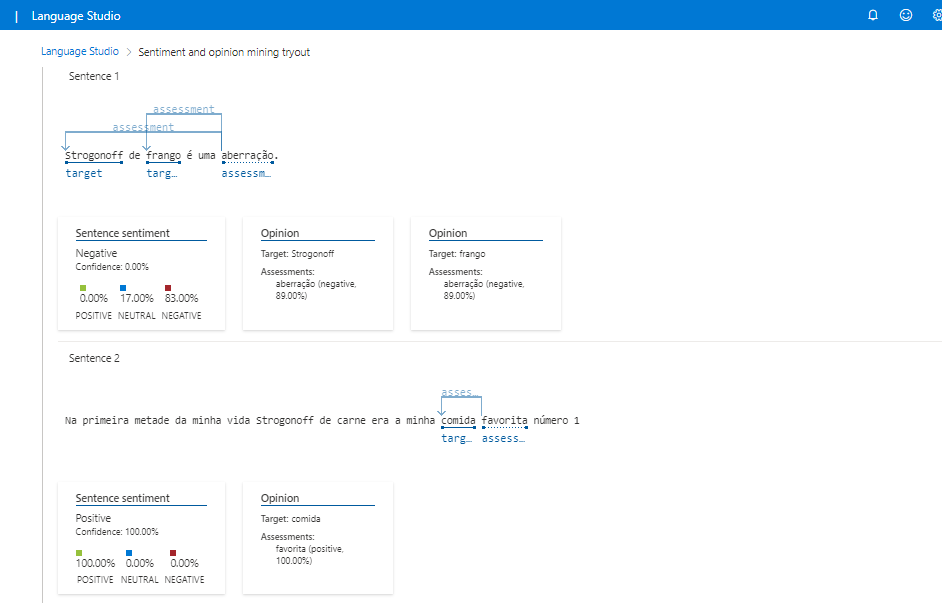 | Language Studio
Language Studio > Sentiment and opinion mining tryout
Sentence 1
assessment
assessment
Strogonoff de frango é uma aberração.
target targ… assessm…
Sentence sentiment
Negative
Confidence: 0.00%
0.00% 17.00% 83.00%
POSITIVE NEUTRAL NEGATIVE
Opinion
Target: Strogonoff
Assessments:
aberração (negative,
89.00%)
Opinion
Target: frango
Assessments:
aberração (negative,
89.00%)
Sentence 2
asses…
Na primeira metade da minha vida Strogonoff de carne era a minha comida favorita número 1
targ… assess…
Sentence sentiment
Positive
Confidence: 100.00%
100.00% 0.00% 0.00%
POSITIVE NEUTRAL NEGATIVE
Opinion
Target: comida
Assessments:
favorita (positive,
100.00%)